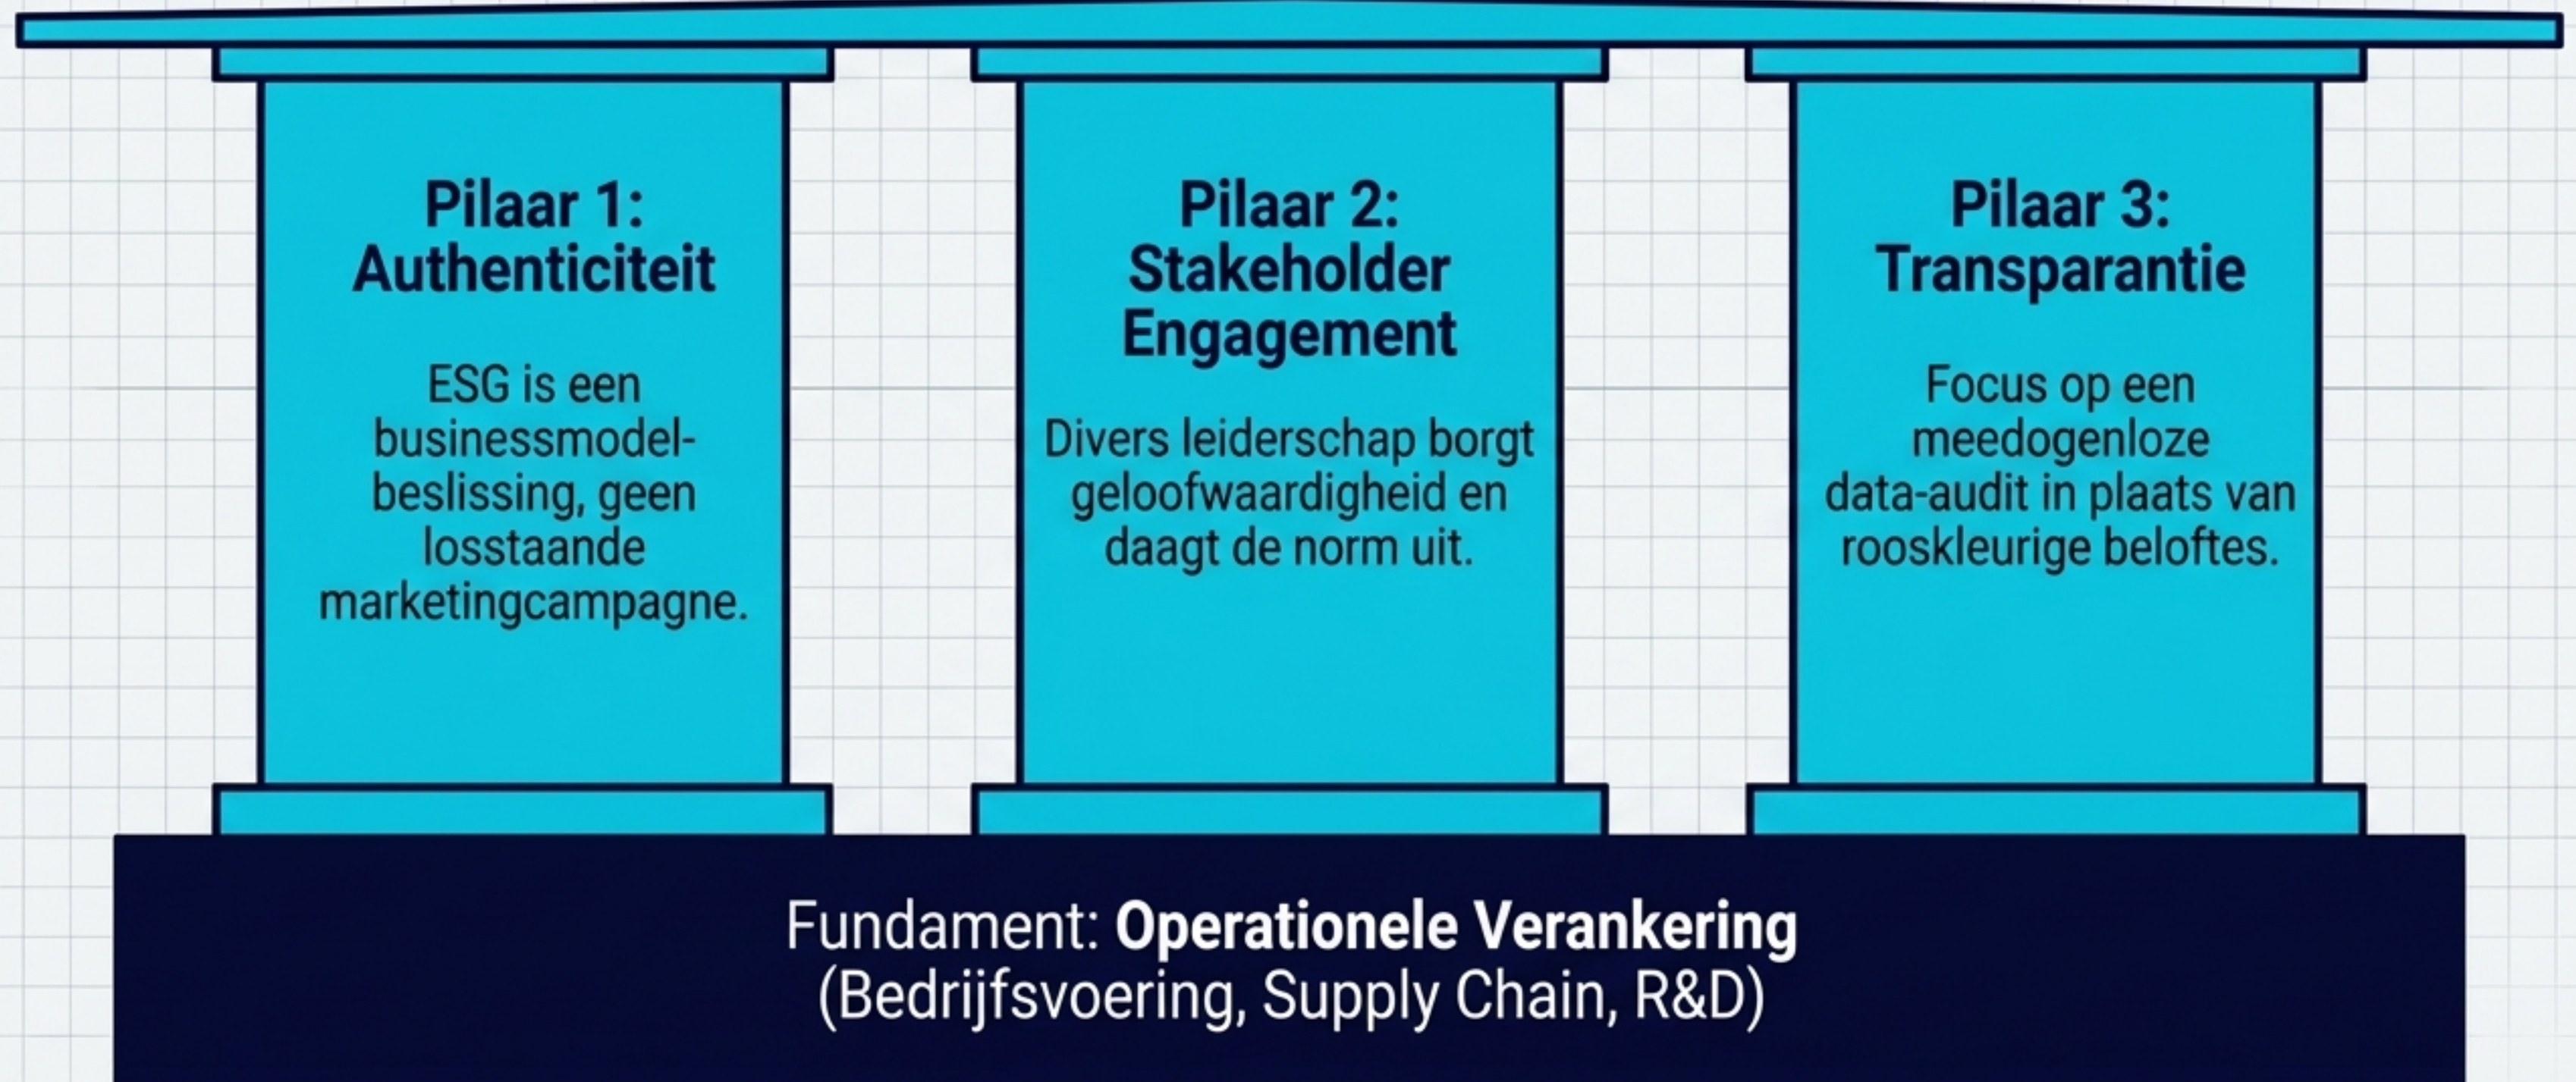 Pilaar 1:
Authenticiteit
ESG is een
businessmodel-
beslissing, geen
losstaande
marketingcampagne.
Pilaar 2:
Stakeholder
Engagement
Divers leiderschap borgt
geloofwaardigheid en
daagt de norm uit.
Pilaar 3:
Transparantie
Focus op een
meedogenloze
data-audit in plaats van
rooskleurige beloftes.
Fundament: Operationele Verankering
(Bedrijfsvoering, Supply Chain, R&D)